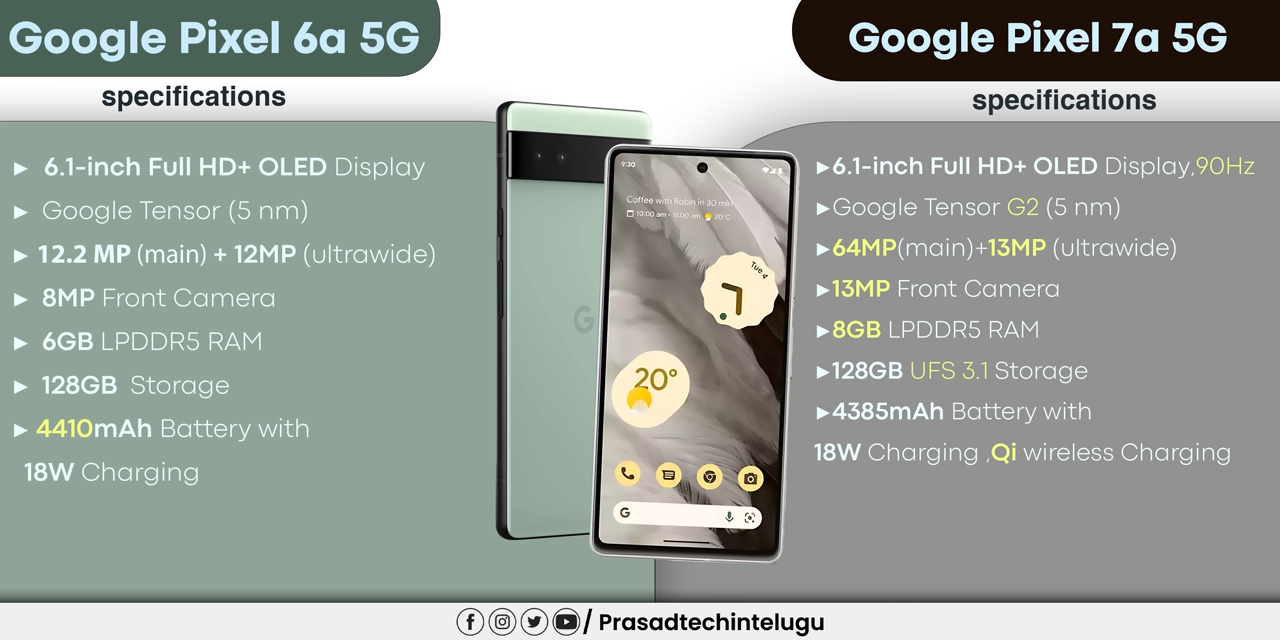 Google Pixel 6a 5G
specifications
► 6.1-inch Full HD+ OLED Display
► Google Tensor (5 nm)
► 12.2 MP (main) + 12MP (ultrawide)
► 8MP Front Camera
► 6GB LPDDR5 RAM
► 128GB Storage
► 4410mAh Battery with
18W Charging
G
9:30
Coffee with Robin in 30 min
10:00 am - 11:00 am 20°C
Tue 4
20°
G
Google Pixel 7a 5G
specifications
►6.1-inch Full HD+ OLED Display,90Hz
►Google Tensor G2 (5 nm)
►64MP(main)+13MP (ultrawide)
►13MP Front Camera
►8GB LPDDR5 RAM
►128GB UFS 3.1 Storage
►4385mAh Battery with
18W Charging ,Qi wireless Charging
/ Prasadtechintelugu